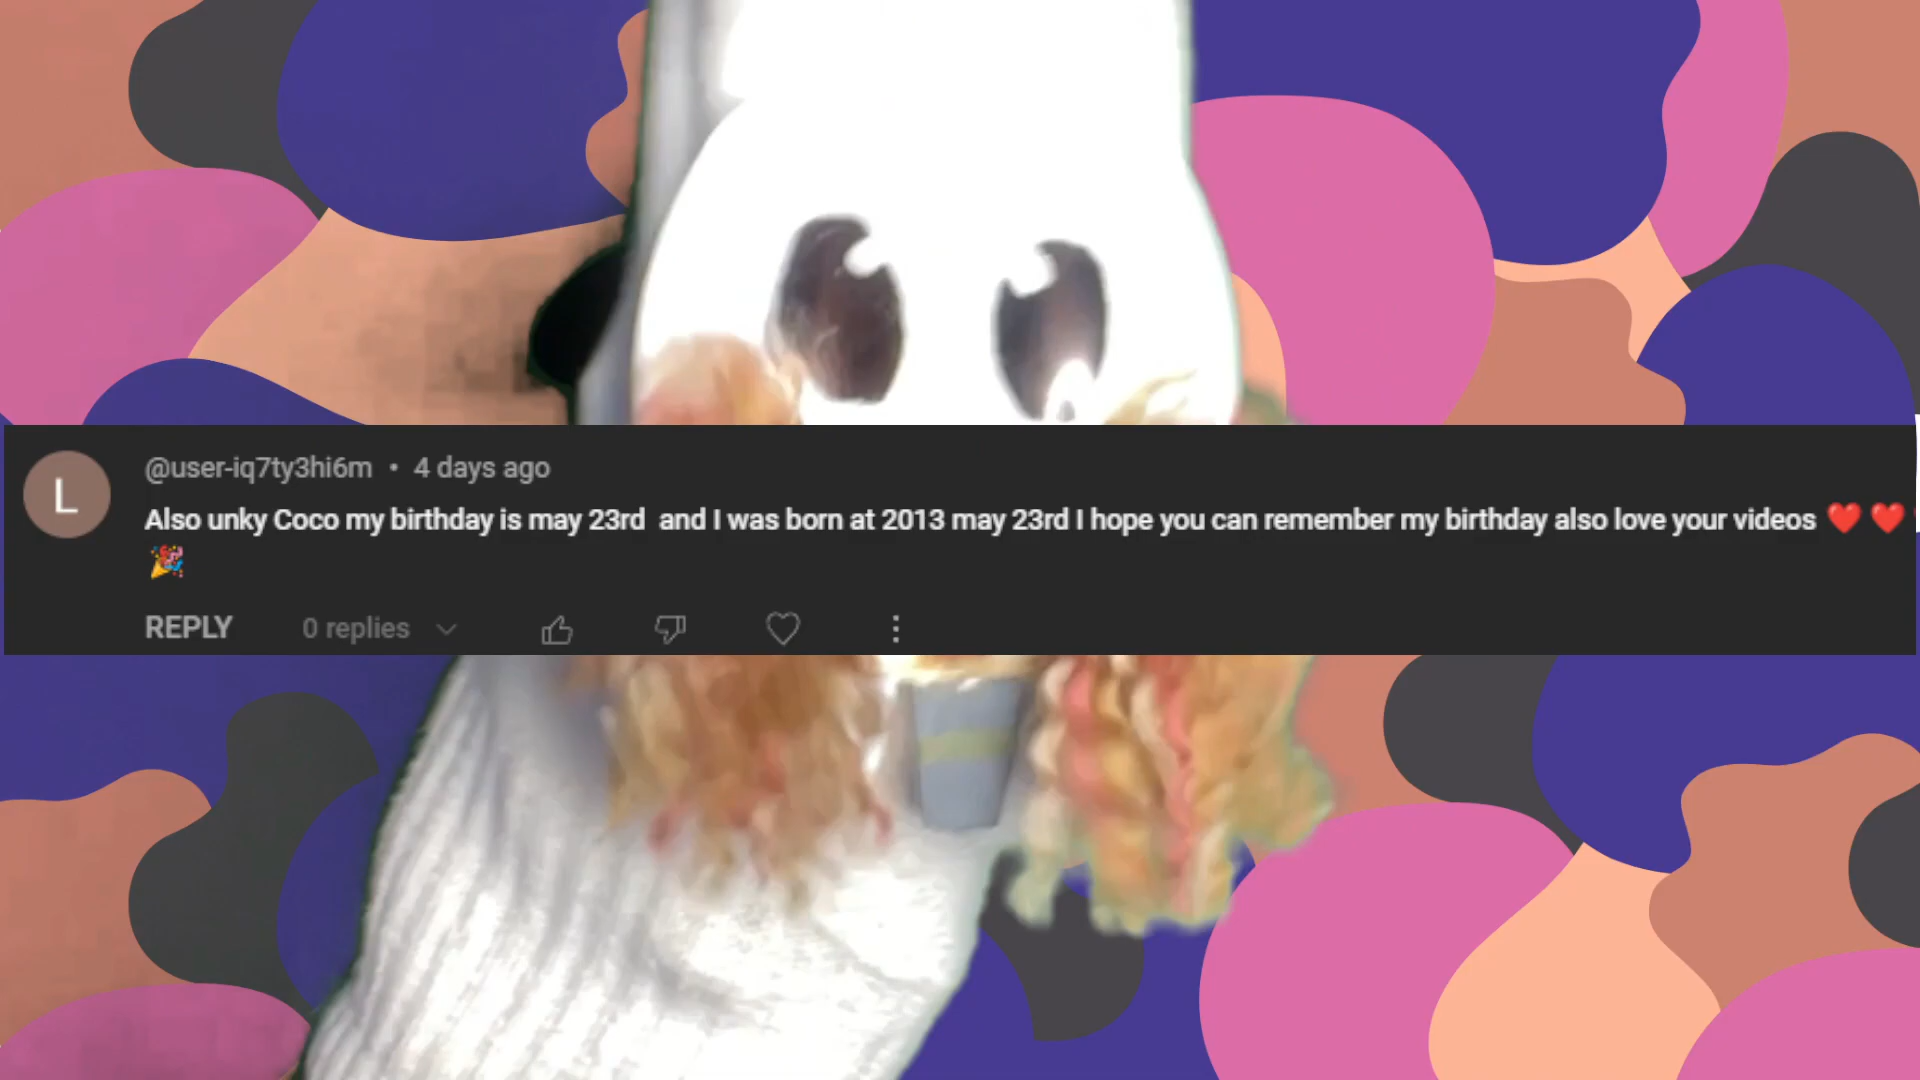 L
@user-iq7ty3hi6m • 4 days ago
Also unky Coco my birthday is may 23rd  and I was born at 2013 may 23rd I hope you can remember my birthday also love your videos ❤️❤️
🎉
REPLY 0 replies